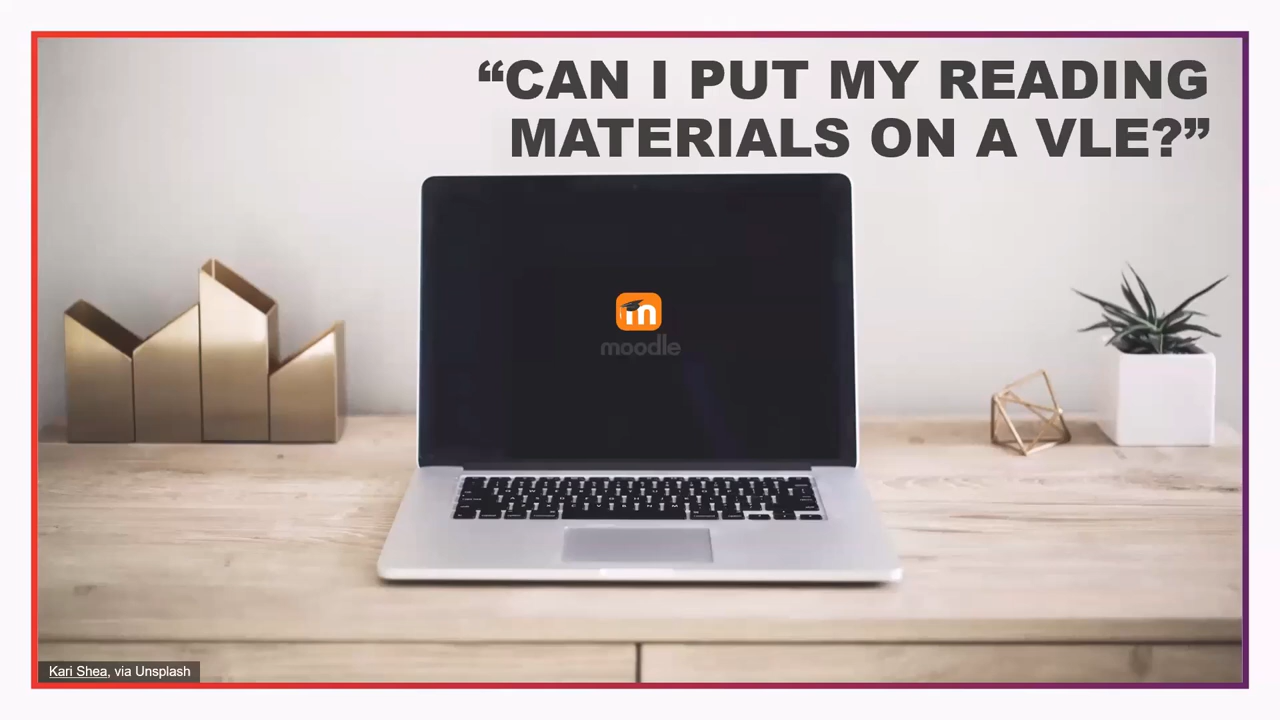 “CAN I PUT MY READING
MATERIALS ON A VLE?”
moodle
Kari Shea, via Unsplash